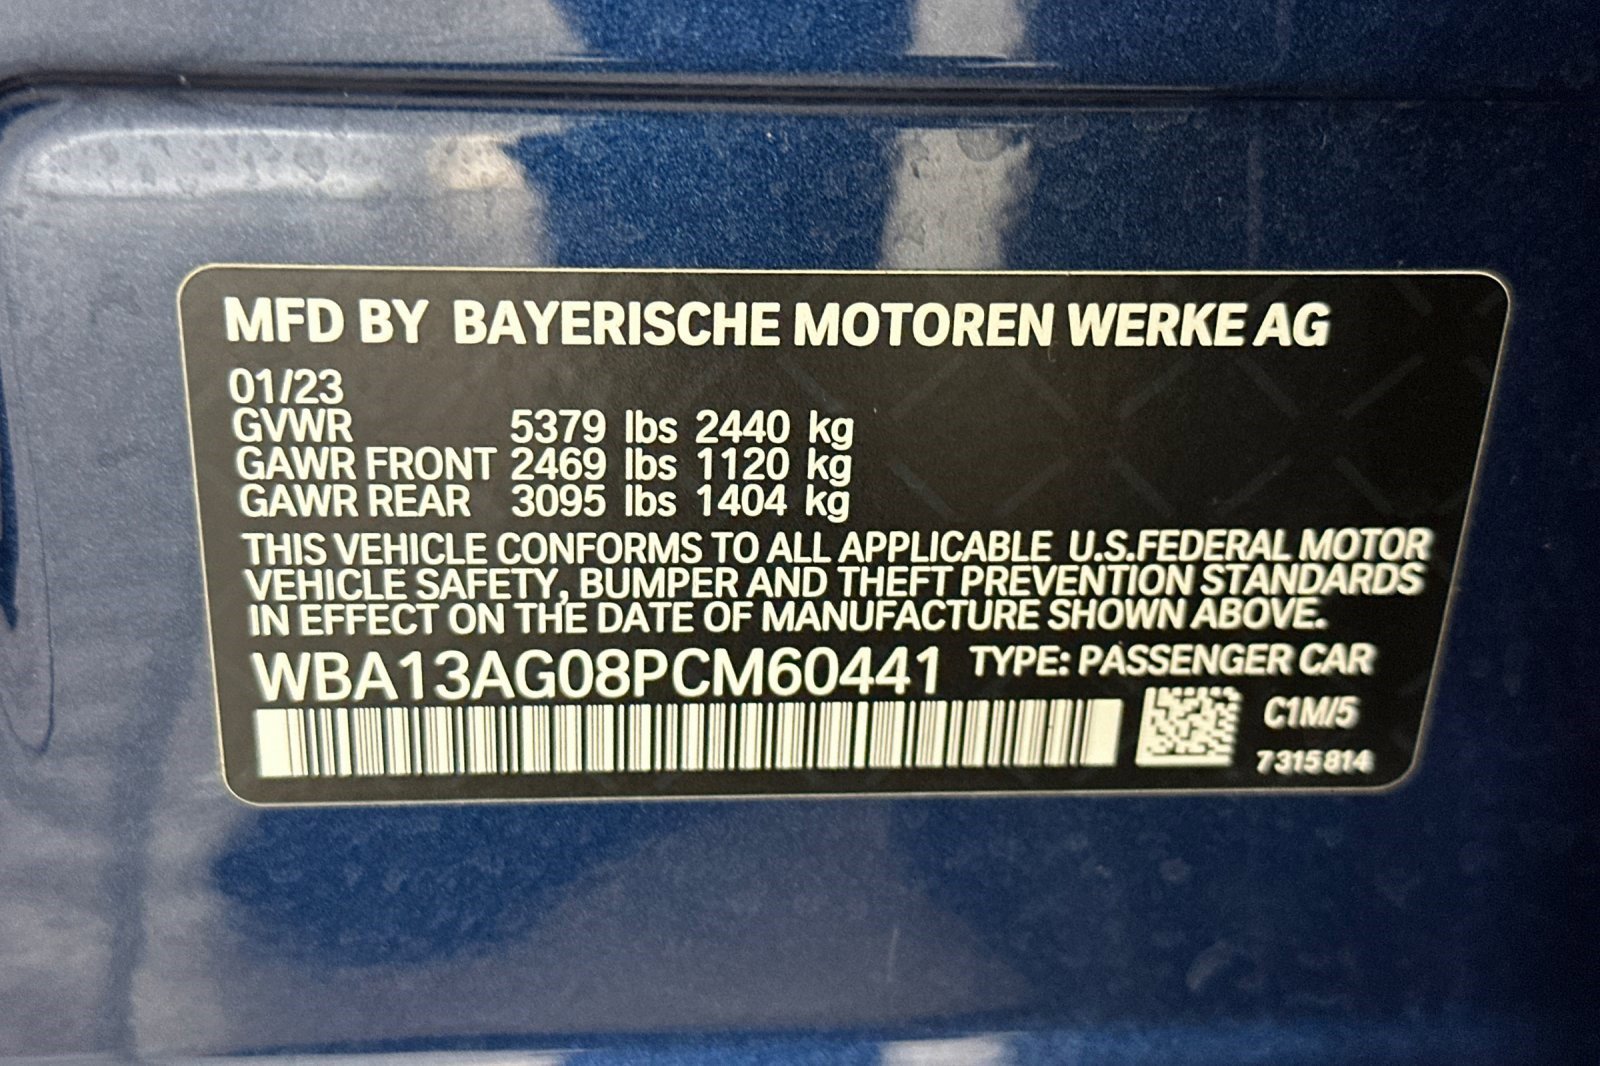 MFD BY BAYERISCHE MOTOREN WERKE AG
01/23
GVWR 5379 lbs 2440 kg
GAWR FRONT 2469 lbs 1120 kg
GAWR REAR 3095 lbs 1404 kg
THIS VEHICLE CONFORMS TO ALL APPLICABLE U.S.FEDERAL MOTOR
VEHICLE SAFETY, BUMPER AND THEFT PREVENTION STANDARDS
IN EFFECT ON THE DATE OF MANUFACTURE SHOWN ABOVE.
WBA13AG08PCM60441 TYPE: PASSENGER CAR
C1M/5
7315814